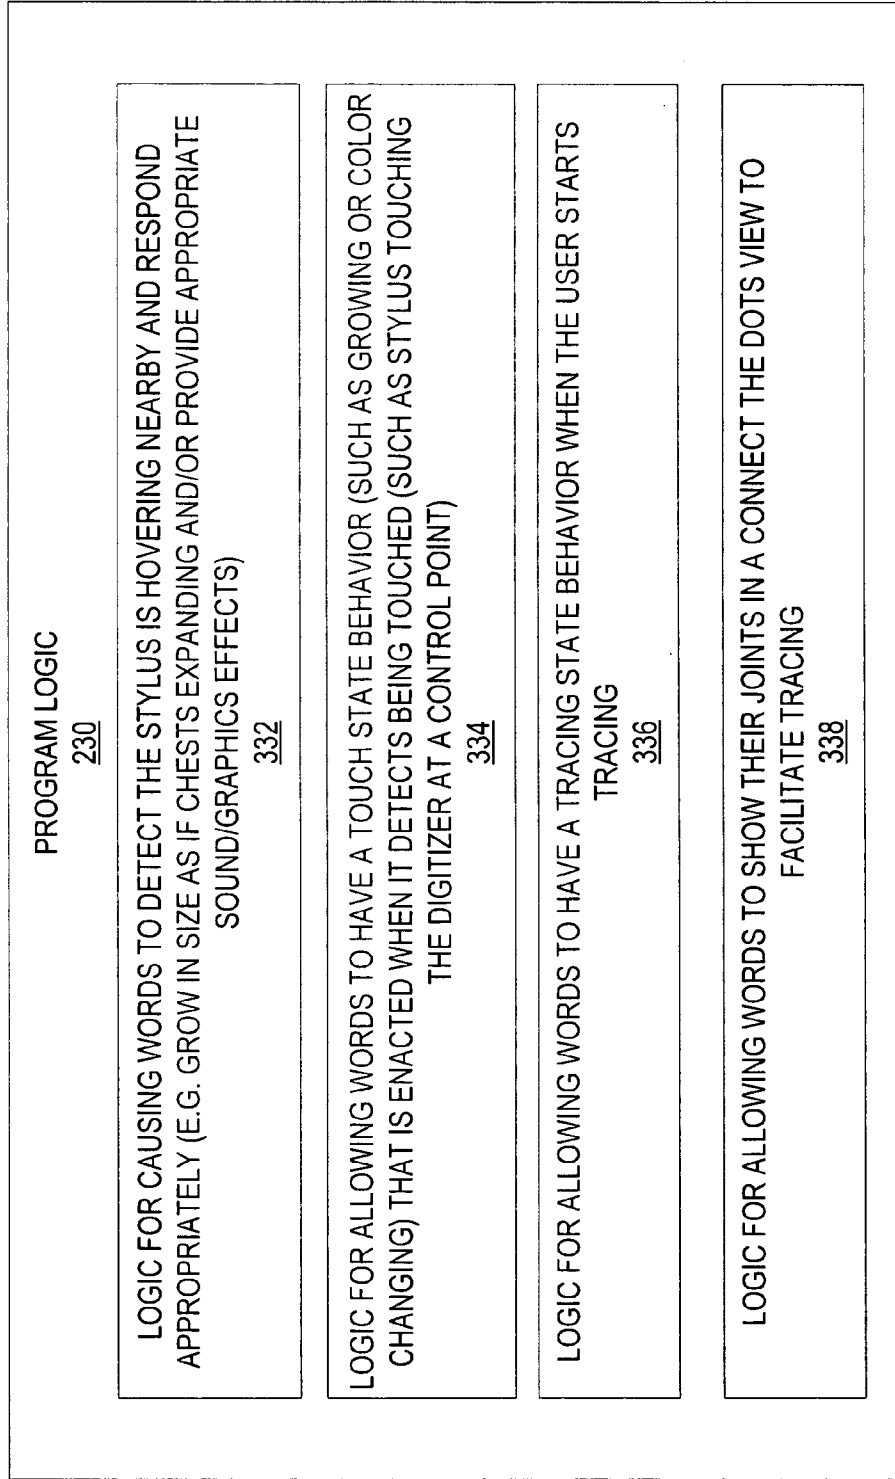 PROGRAM LOGIC
230
LOGIC FOR CAUSING WORDS TO DETECT THE STYLUS IS HOVERING NEARBY AND RESPOND
APPROPRIATELY (E.G. GROW IN SIZE AS IF CHESTS EXPANDING AND/OR PROVIDE APPROPRIATE
SOUND/GRAPHICS EFFECTS)
332
LOGIC FOR ALLOWING WORDS TO HAVE A TOUCH STATE BEHAVIOR (SUCH AS GROWING OR COLOR
CHANGING) THAT IS ENACTED WHEN IT DETECTS BEING TOUCHED (SUCH AS STYLUS TOUCHING
THE DIGITIZER AT A CONTROL POINT)
334
LOGIC FOR ALLOWING WORDS TO HAVE A TRACING STATE BEHAVIOR WHEN THE USER STARTS
TRACING
336
LOGIC FOR ALLOWING WORDS TO SHOW THEIR JOINTS IN A CONNECT THE DOTS VIEW TO
FACILITATE TRACING
338